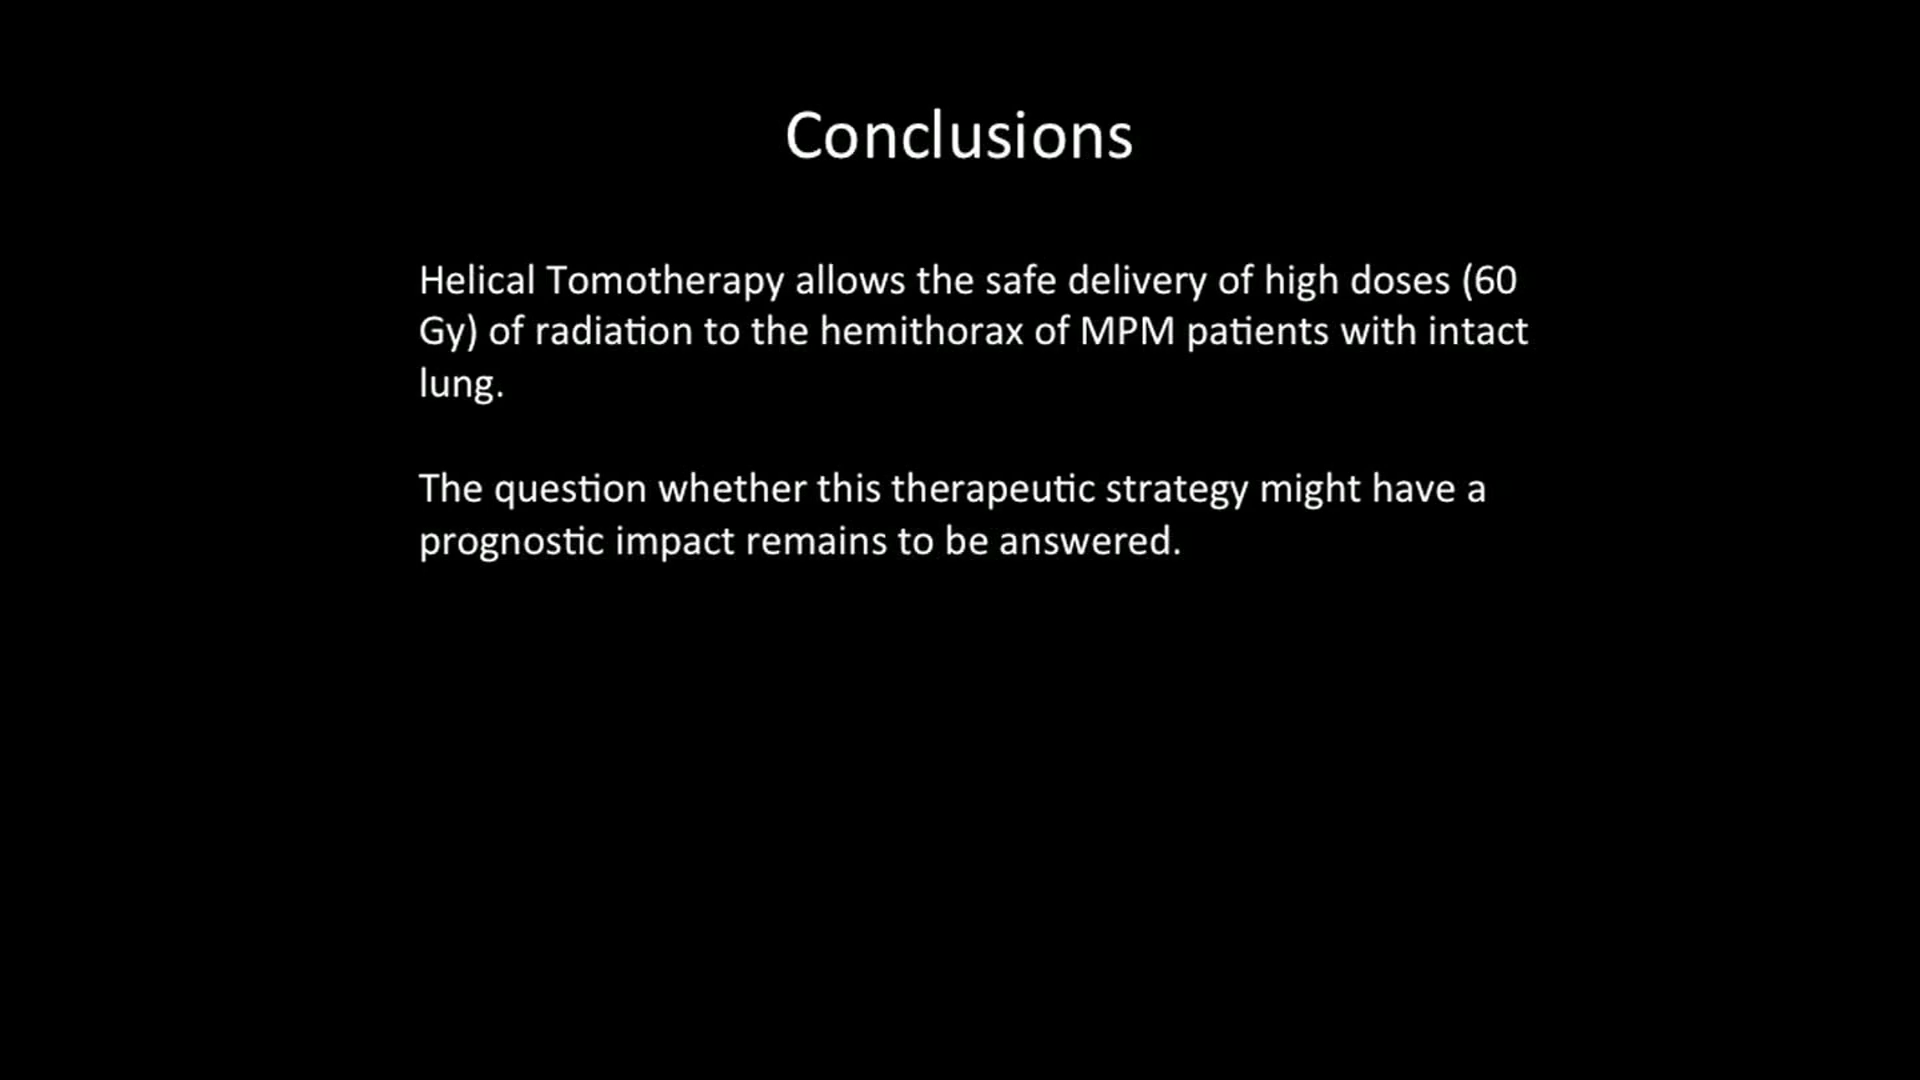 Conclusions
Helical Tomotherapy allows the safe delivery of high doses (60
Gy) of radiation to the hemithorax of MPM patients with intact
lung.
The question whether this therapeutic strategy might have a
prognostic impact remains to be answered.